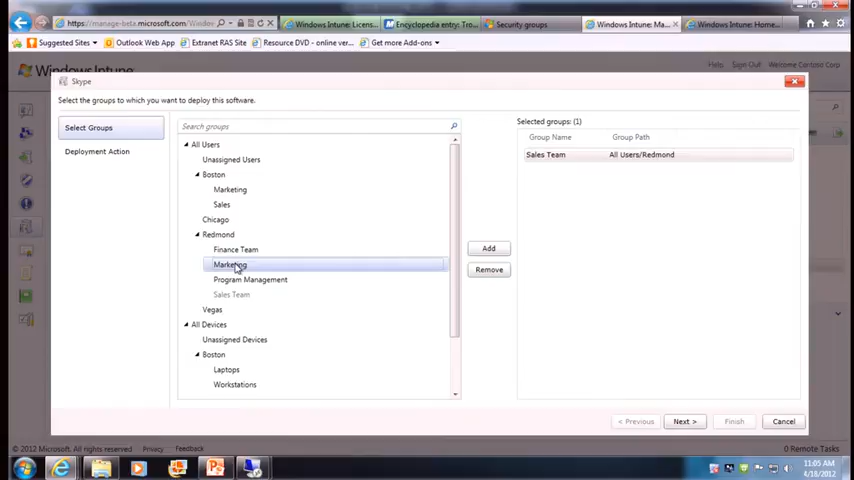 https://manage-beta.microsoft.com/
Windows Intune: Licens...
Encyclopedia entry: Tro...
Security groups
Windows Intune: Ma...
Windows Intune: Home...
Suggested Sites
Outlook Web App
Extranet RAS Site
Resource DVD - online ver...
Get more Add-ons
Windows Intune
Help
Sign Out
Welcome Contoso Corp
Skype
Select the groups to which you want to deploy this software.
Select Groups
Deployment Action
Search groups
All Users
Unassigned Users
Boston
Marketing
Sales
Chicago
Redmond
Finance Team
Marketing
Program Management
Sales Team
Vegas
All Devices
Unassigned Devices
Boston
Laptops
Workstations
Add
Remove
Selected groups: (1)
Group Name Group Path
Sales Team All Users/Redmond
< Previous
Next >
Finish
Cancel
© 2012 Microsoft. All rights reserved.
Privacy
Feedback
0 Remote Tasks
11:05 AM
4/18/2012